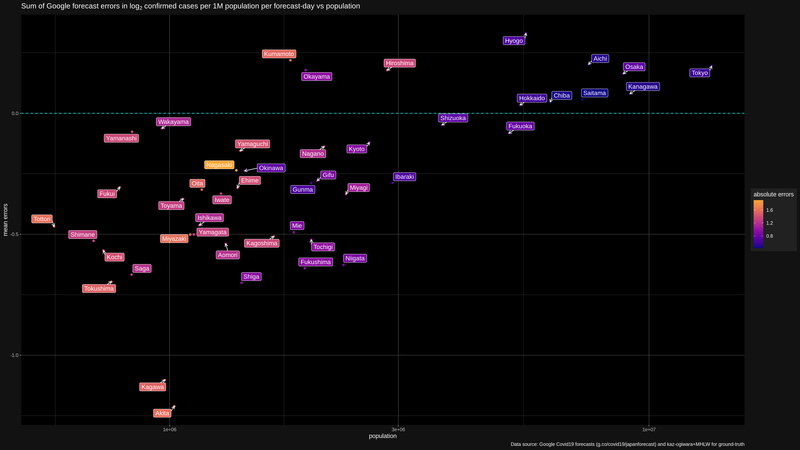 Sum of Google forecast errors in log2 confirmed cases per 1M population per forecast-day vs population
Hyogo
Kumamoto
Aichi
Hiroshima
Osaka
Tokyo
Okayama
Kanagawa
Saitama
Chiba
Hokkaido
0.0
Shizuoka
Wakayama
Fukuoka
Yamanashi
Yamaguchi
Kyoto
Nagano
Nagasaki
Okinawa
Gifu
Ibaraki
Ehime
Oita
Miyagi
Gunma
Fukui
Iwate
Toyama
absolute errors
1.6
1.2
0.8
mean errors
Tottori
Ishikawa
Mie
Yamagata
Shimane
-0.5
Miyazaki
Kagoshima
Tochigi
Kochi
Aomori
Niigata
Fukushima
Saga
Shiga
Tokushima
-1.0
Kagawa
Akita
1e+06
3e+06
1e+07
population
Data source: Google Covid19 forecasts (g.co/covid19/japanforecast) and kaz-ogiwara+MHLW for ground-truth